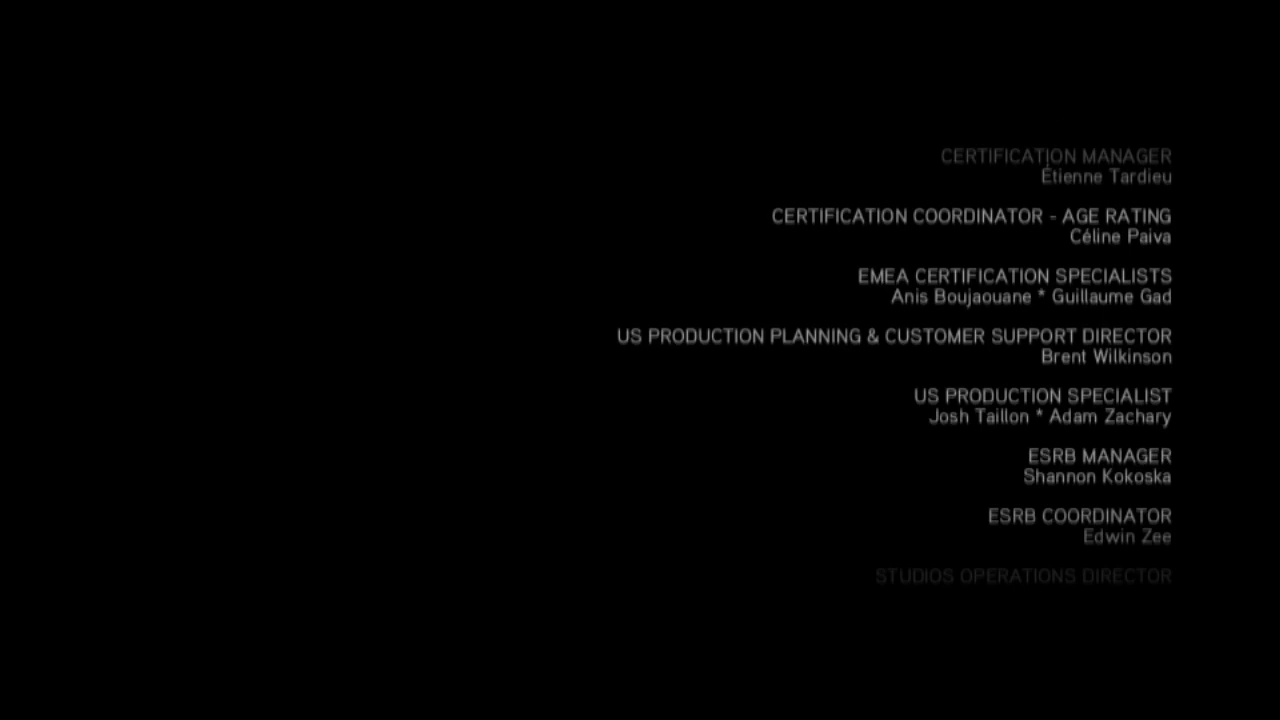 CERTIFICATION MANAGER
Étienne Tardieu
CERTIFICATION COORDINATOR - AGE RATING
Céline Paiva
EMEA CERTIFICATION SPECIALISTS
Anis Boujaouane * Guillaume Gad
US PRODUCTION PLANNING & CUSTOMER SUPPORT DIRECTOR
Brent Wilkinson
US PRODUCTION SPECIALIST
Josh Taillon * Adam Zachary
ESRB MANAGER
Shannon Kokoska
ESRB COORDINATOR
Edwin Zee
STUDIOS OPERATIONS DIRECTOR